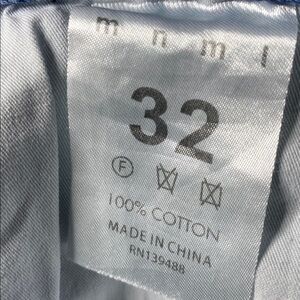 m n m l
32
F
100% COTTON
MADE IN CHINA
RN139488